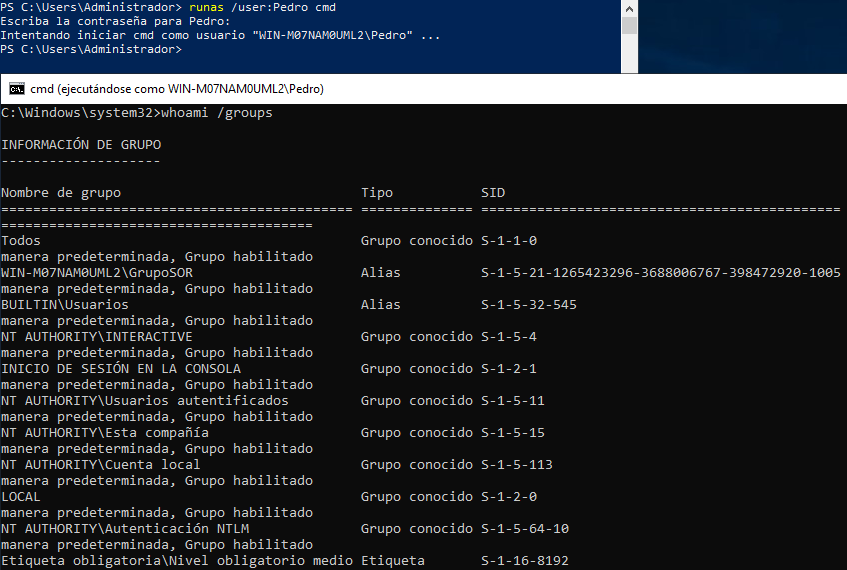 PS C:\Users\Administrador> runas /user:Pedro cmd
Escriba la contraseña para Pedro:
Intentando iniciar cmd como usuario "WIN-M07NAM0UML2\Pedro" ...
PS C:\Users\Administrador>
cmd (ejecutándose como WIN-M07NAM0UML2\Pedro)
C:\Windows\system32>whoami /groups
INFORMACIÓN DE GRUPO
--------------------
Nombre de grupo Tipo SID
============================================ ============== =============================================
=======================================
Todos Grupo conocido S-1-1-0
manera predeterminada, Grupo habilitado
WIN-M07NAM0UML2\GrupoSOR Alias S-1-5-21-1265423296-3688006767-398472920-1005
manera predeterminada, Grupo habilitado
BUILTIN\Usuarios Alias S-1-5-32-545
manera predeterminada, Grupo habilitado
NT AUTHORITY\INTERACTIVE Grupo conocido S-1-5-4
manera predeterminada, Grupo habilitado
INICIO DE SESIÓN EN LA CONSOLA Grupo conocido S-1-2-1
manera predeterminada, Grupo habilitado
NT AUTHORITY\Usuarios autentificados Grupo conocido S-1-5-11
manera predeterminada, Grupo habilitado
NT AUTHORITY\Esta compañía Grupo conocido S-1-5-15
manera predeterminada, Grupo habilitado
NT AUTHORITY\Cuenta local Grupo conocido S-1-5-113
manera predeterminada, Grupo habilitado
LOCAL Grupo conocido S-1-2-0
manera predeterminada, Grupo habilitado
NT AUTHORITY\Autenticación NTLM Grupo conocido S-1-5-64-10
manera predeterminada, Grupo habilitado
Etiqueta obligatoria\Nivel obligatorio medio Etiqueta S-1-16-8192